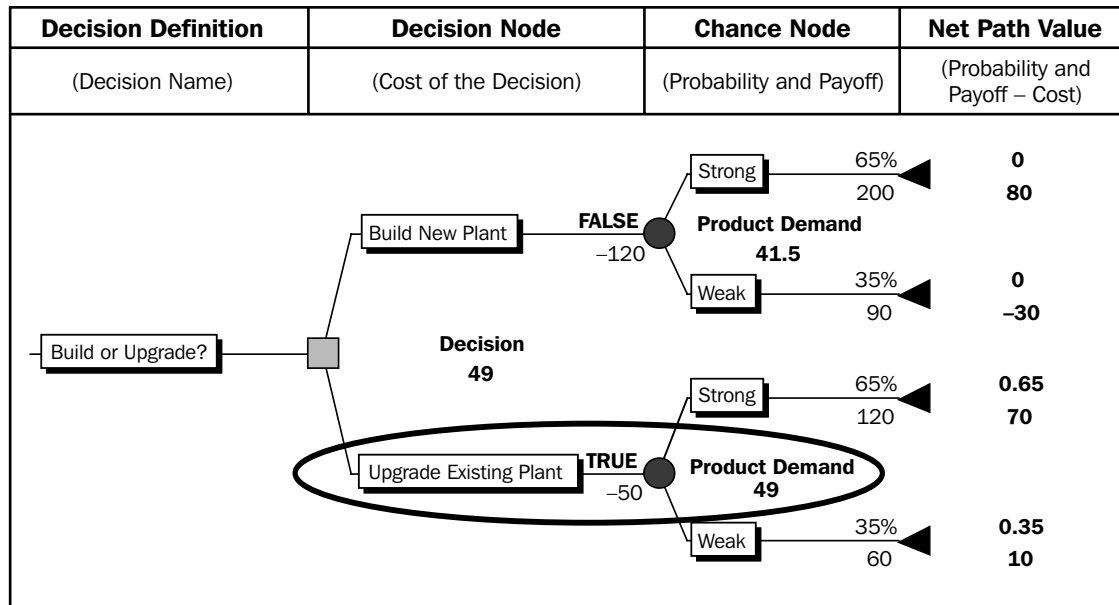 Decision Definition
Decision Node
Chance Node
Net Path Value
(Decision Name)
(Cost of the Decision)
(Probability and Payoff)
(Probability and
Payoff – Cost)
Strong
65%
200
0
80
Build New Plant
FALSE
–120
Product Demand
41.5
Weak
35%
90
0
–30
Build or Upgrade?
Decision
49
Strong
65%
120
0.65
70
Upgrade Existing Plant
TRUE
–50
Product Demand
49
Weak
35%
60
0.35
10